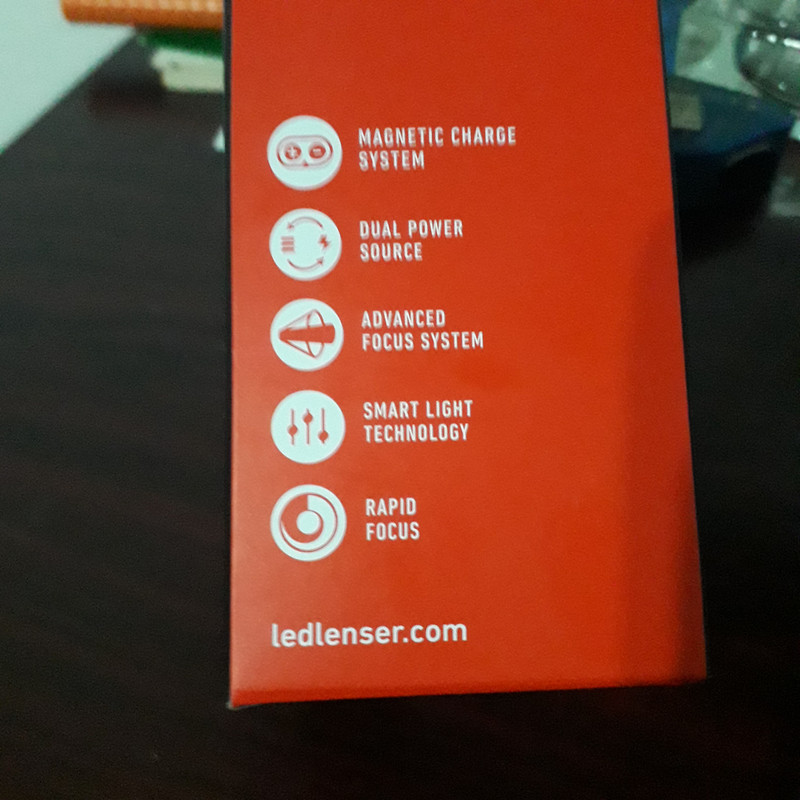 MAGNETIC CHARGE
SYSTEM
DUAL POWER
SOURCE
ADVANCED
FOCUS SYSTEM
SMART LIGHT
TECHNOLOGY
RAPID
FOCUS
ledlenser.com